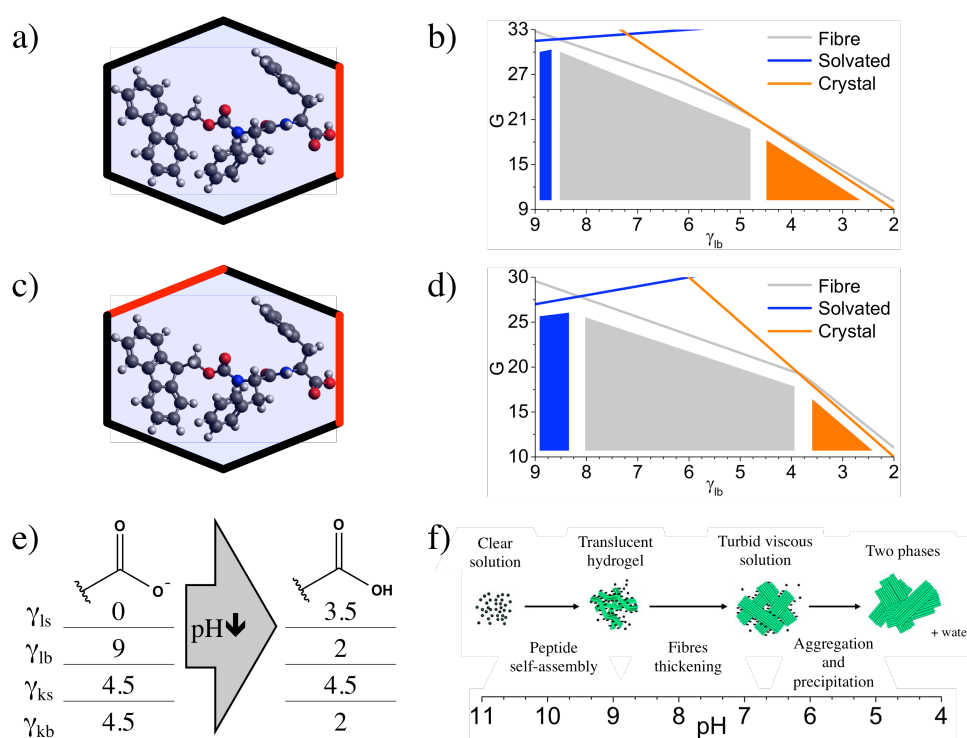 a)
b)
33
27
21
15
9
G
Fibre
Solvated
Crystal
9 8 7 6 5 4 3 2
γlb
c)
d)
30
25
20
15
10
G
Fibre
Solvated
Crystal
9 8 7 6 5 4 3 2
γlb
e)
O
O-
O
OH
pH
γls 0 3.5
γlb 9 2
γks 4.5 4.5
γkb 4.5 2
f)
Clear
solution
Translucent
hydrogel
Turbid viscous
solution
Two phases
+ wate
Peptide
self-assembly
Fibres
thickening
Aggregation
and
precipitation
11 10 9 8 7 6 5 4
pH